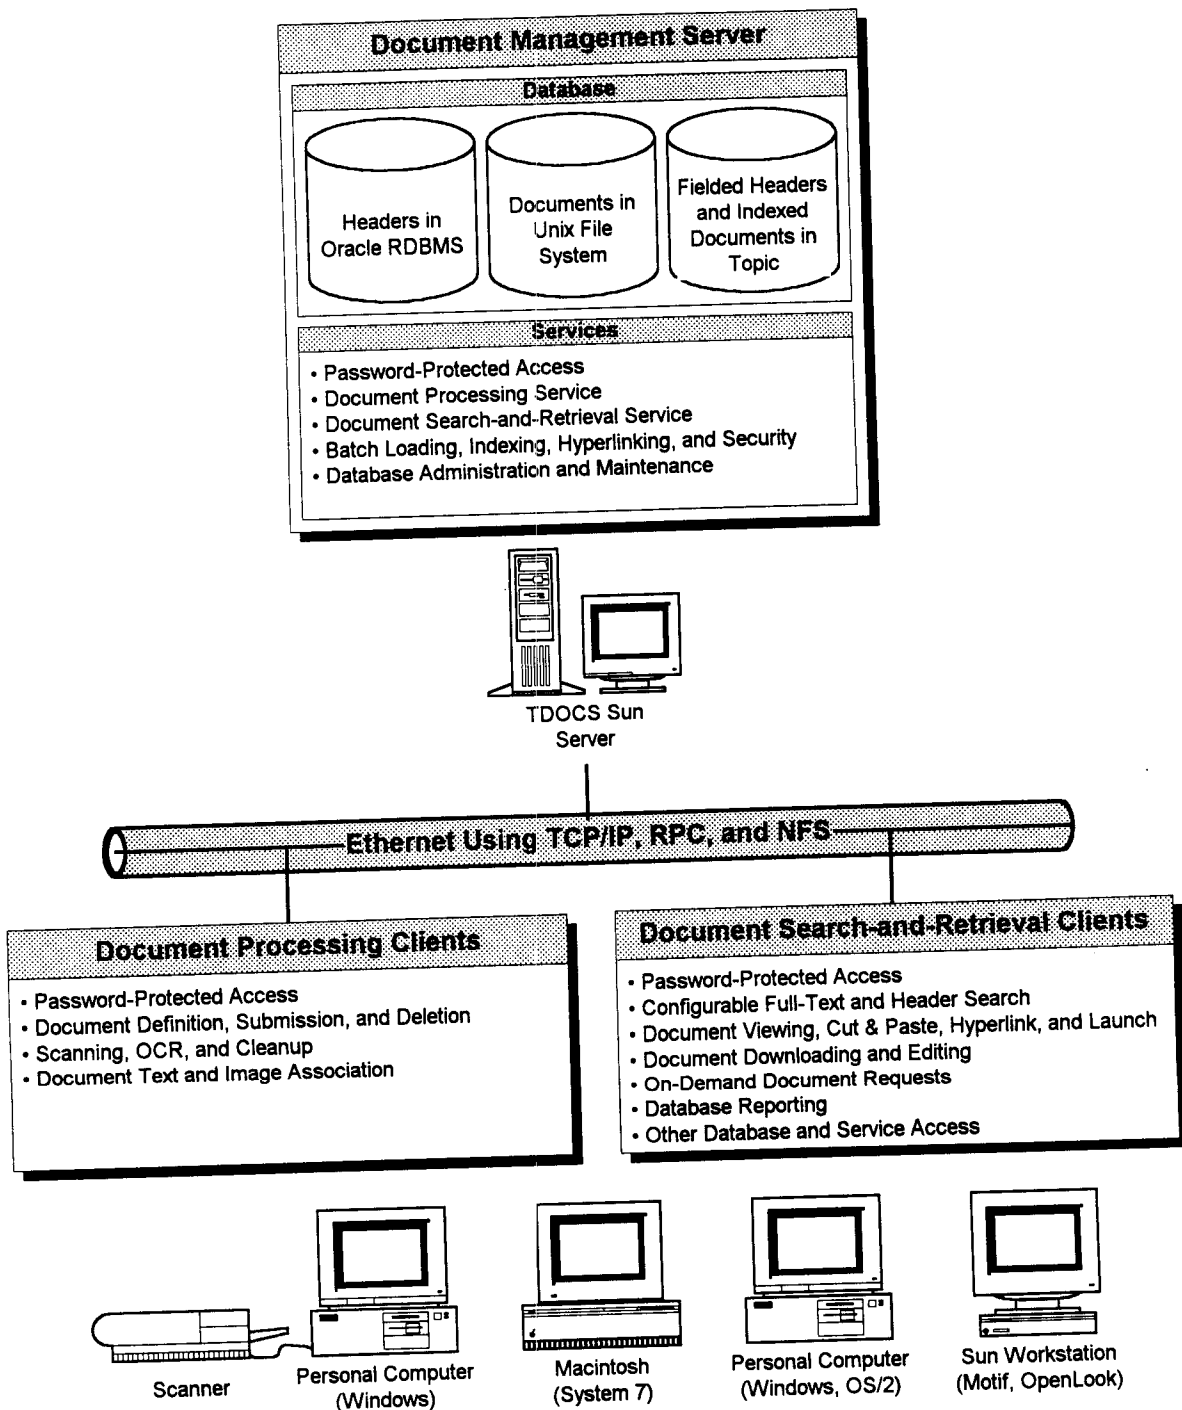 Document Management Server
Database
Headers in
Oracle RDBMS
Documents in
Unix File
System
Fielded Headers
and Indexed
Documents in
Topic
Services
• Password-Protected Access
• Document Processing Service
• Document Search-and-Retrieval Service
• Batch Loading, Indexing, Hyperlinking, and Security
• Database Administration and Maintenance
TDOCS Sun
Server
Ethernet Using TCP/IP, RPC, and NFS
Document Processing Clients
• Password-Protected Access
• Document Definition, Submission, and Deletion
• Scanning, OCR, and Cleanup
• Document Text and Image Association
Document Search-and-Retrieval Clients
• Password-Protected Access
• Configurable Full-Text and Header Search
• Document Viewing, Cut & Paste, Hyperlink, and Launch
• Document Downloading and Editing
• On-Demand Document Requests
• Database Reporting
• Other Database and Service Access
Scanner
Personal Computer
(Windows)
Macintosh
(System 7)
Personal Computer
(Windows, OS/2)
Sun Workstation
(Motif, OpenLook)